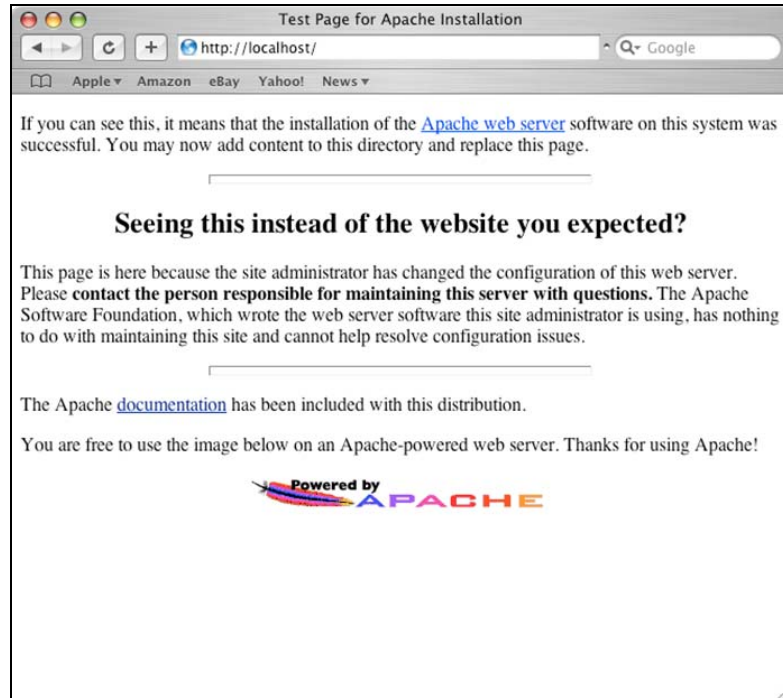 Test Page for Apache Installation
http://localhost/
Google
Apple Amazon eBay Yahoo! News
If you can see this, it means that the installation of the Apache web server software on this system was
successful. You may now add content to this directory and replace this page.
Seeing this instead of the website you expected?
This page is here because the site administrator has changed the configuration of this web server.
Please contact the person responsible for maintaining this server with questions. The Apache
Software Foundation, which wrote the web server software this site administrator is using, has nothing
to do with maintaining this site and cannot help resolve configuration issues.
The Apache documentation has been included with this distribution.
You are free to use the image below on an Apache-powered web server. Thanks for using Apache!
Powered by
APACHE